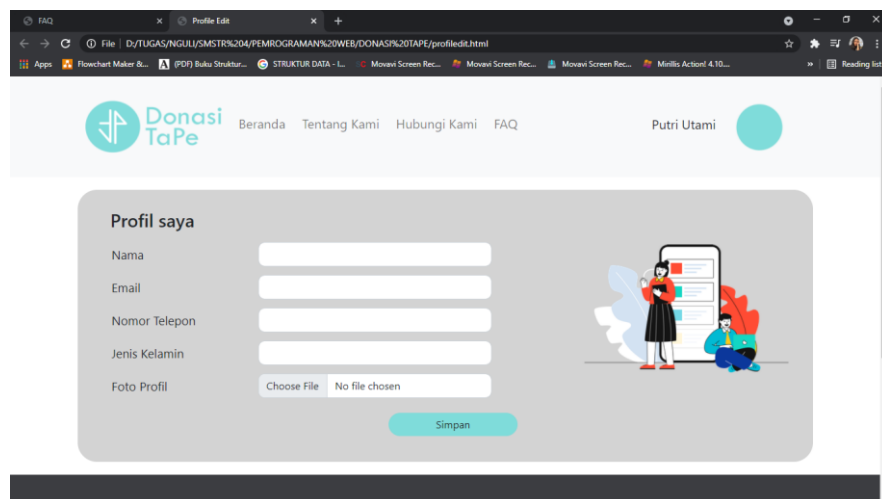 FAQ
Profile Edit
File | D:/TUGAS/NGULI/SMSTR%204/PEMROGRAMAN%20WEB/DONASI%20TAPE/profiledit.html
Apps Flowchart Maker &... (PDF) Buku Struktur... STRUKTUR DATA - I... Movavi Screen Rec... Movavi Screen Rec... Movavi Screen Rec... Mirillis Action! 4.10.... » Reading list
Donasi
TaPe
Beranda Tentang Kami Hubungi Kami FAQ Putri Utami
Profil saya
Nama
Email
Nomor Telepon
Jenis Kelamin
Foto Profil Choose File No file chosen
Simpan